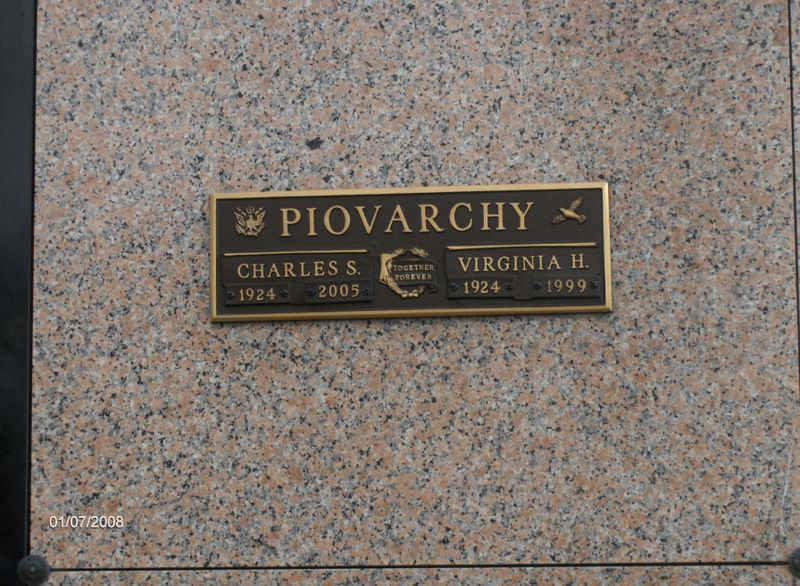 PIOVARCHY
CHARLES S.
1924 2005
TOGETHER
FOREVER
VIRGINIA H.
1924 1999
01/07/2008